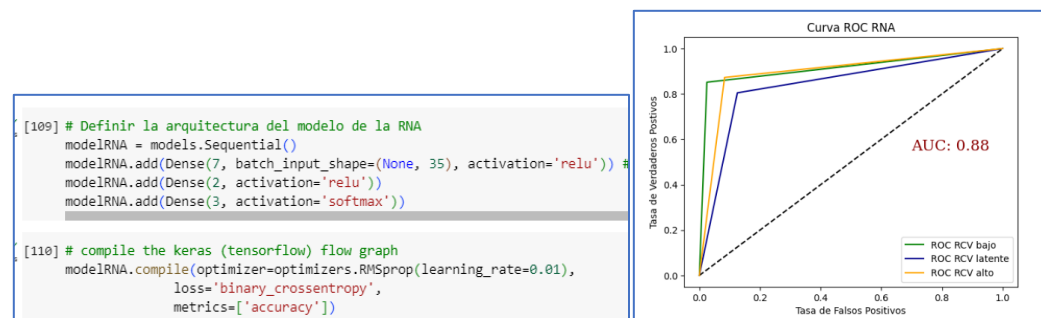 [109] # Definir la arquitectura del modelo de la RNA
modelRNA = models.Sequential()
modelRNA.add(Dense(7, batch_input_shape=(None, 35), activation='relu')) #
modelRNA.add(Dense(2, activation='relu'))
modelRNA.add(Dense(3, activation='softmax'))
[110] # compile the keras (tensorflow) flow graph
modelRNA.compile(optimizer=optimizers.RMSprop(learning_rate=0.01),
loss='binary_crossentropy',
metrics=['accuracy'])
Curva ROC RNA
Tasa de Verdaderos Postivos
1.0
0.8
0.6
0.4
0.2
0.0
AUC: 0.88
ROC RCV bajo
ROC RCV latente
ROC RCV alto
0.0 0.2 0.4 0.6 0.8 1.0
Tasa de Falsos Positivos